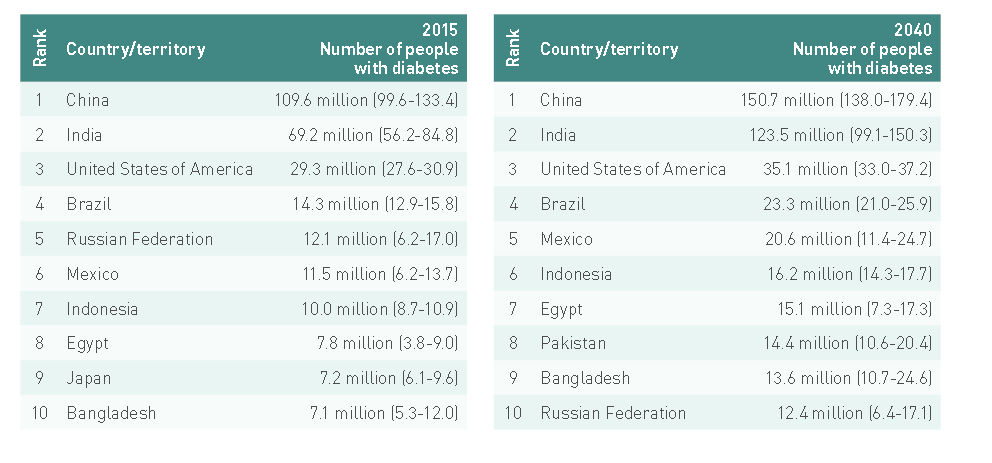 Rank Country/territory 2015 Number of people with diabetes
1 China 109.6 million (99.6-133.4)
2 India 69.2 million (56.2-84.8)
3 United States of America 29.3 million (27.6-30.9)
4 Brazil 14.3 million (12.9-15.8)
5 Russian Federation 12.1 million (6.2-17.0)
6 Mexico 11.5 million (6.2-13.7)
7 Indonesia 10.0 million (8.7-10.9)
8 Egypt 7.8 million (3.8-9.0)
9 Japan 7.2 million (6.1-9.6)
10 Bangladesh 7.1 million (5.3-12.0)
Rank Country/territory 2040 Number of people with diabetes
1 China 150.7 million (138.0-179.4)
2 India 123.5 million (99.1-150.3)
3 United States of America 35.1 million (33.0-37.2)
4 Brazil 23.3 million (21.0-25.9)
5 Mexico 20.6 million (11.4-24.7)
6 Indonesia 16.2 million (14.3-17.7)
7 Egypt 15.1 million (7.3-17.3)
8 Pakistan 14.4 million (10.6-20.4)
9 Bangladesh 13.6 million (10.7-24.6)
10 Russian Federation 12.4 million (6.4-17.1)